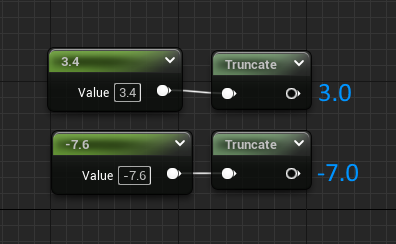 3.4 Truncate
Value 3.4 3.0
-7.6 Truncate
Value -7.6 -7.0